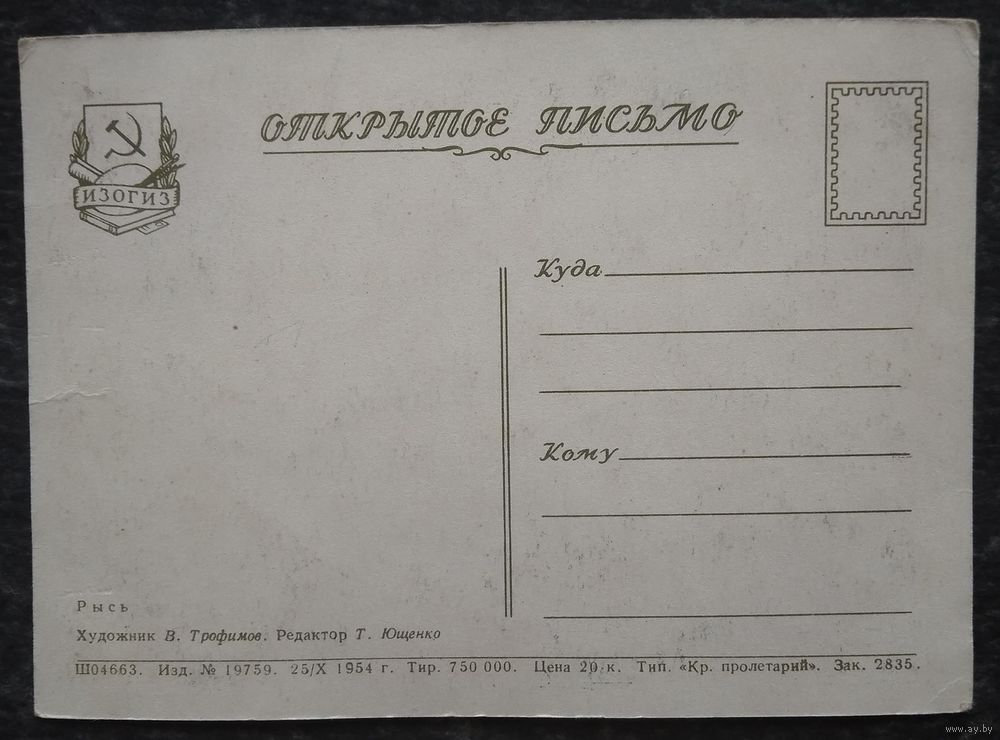 ОТКРЫТОЕ ПИСЬМО
ИЗОГИЗ
Куда
Кому
Рысь
Художник В. Трофимов. Редактор Т. Ющенко
Ш04663. Изд. № 19759. 25/X 1954 г. Тир. 750 000. Цена 20 к. Тип. «Кр. пролетарий». Зак. 2835.
www.ay.by